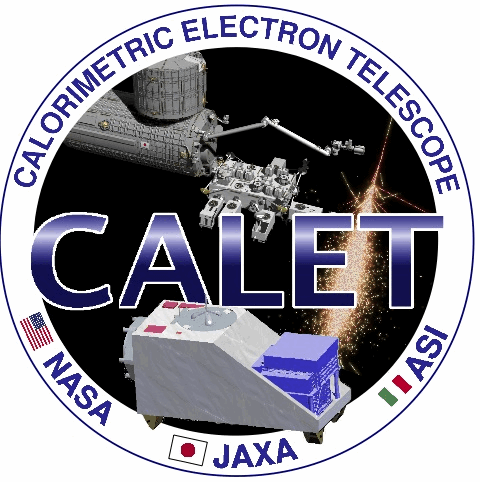 CALORIMETRIC ELECTRON TELESCOPE
CALET
NASA
JAXA
ASI